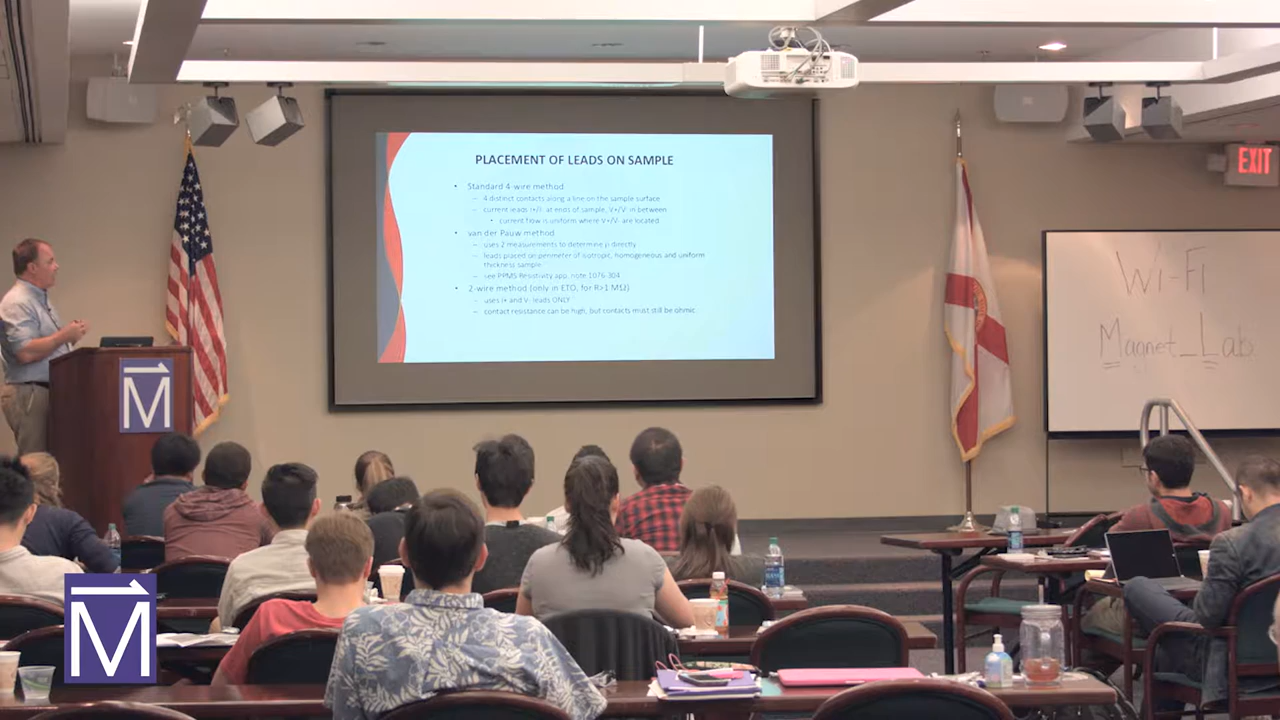 PLACEMENT OF LEADS ON SAMPLE
• Standard 4-wire method
– 4 distinct contacts along a line on the sample surface
– current leads I+/I- at ends of sample, V+/V- in between
• current flow is uniform where V+/V- are located
• van der Pauw method
– uses 2 measurements to determine ρ directly
– leads placed on perimeter of isotropic, homogeneous and uniform
thickness sample
– see PPMS Resistivity app. note 1076-304
• 2-wire method (only in ETO, for R>1 MΩ)
– uses I+ and V- leads ONLY
– contact resistance can be high, but contacts must still be ohmic
EXIT
Wi-Fi
Magnet_Lab
M
M